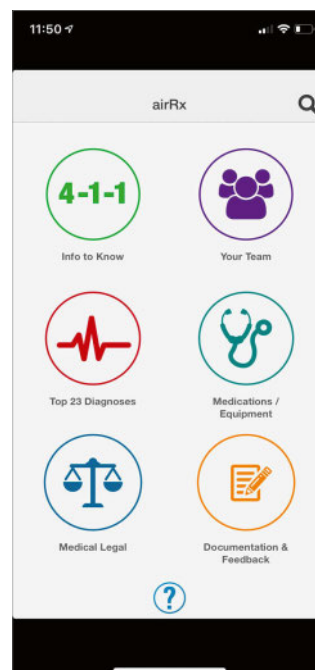 11:50
airRx
4-1-1
Info to Know
Your Team
Top 23 Diagnoses
Medications /
Equipment
Medical Legal
Documentation &
Feedback
?